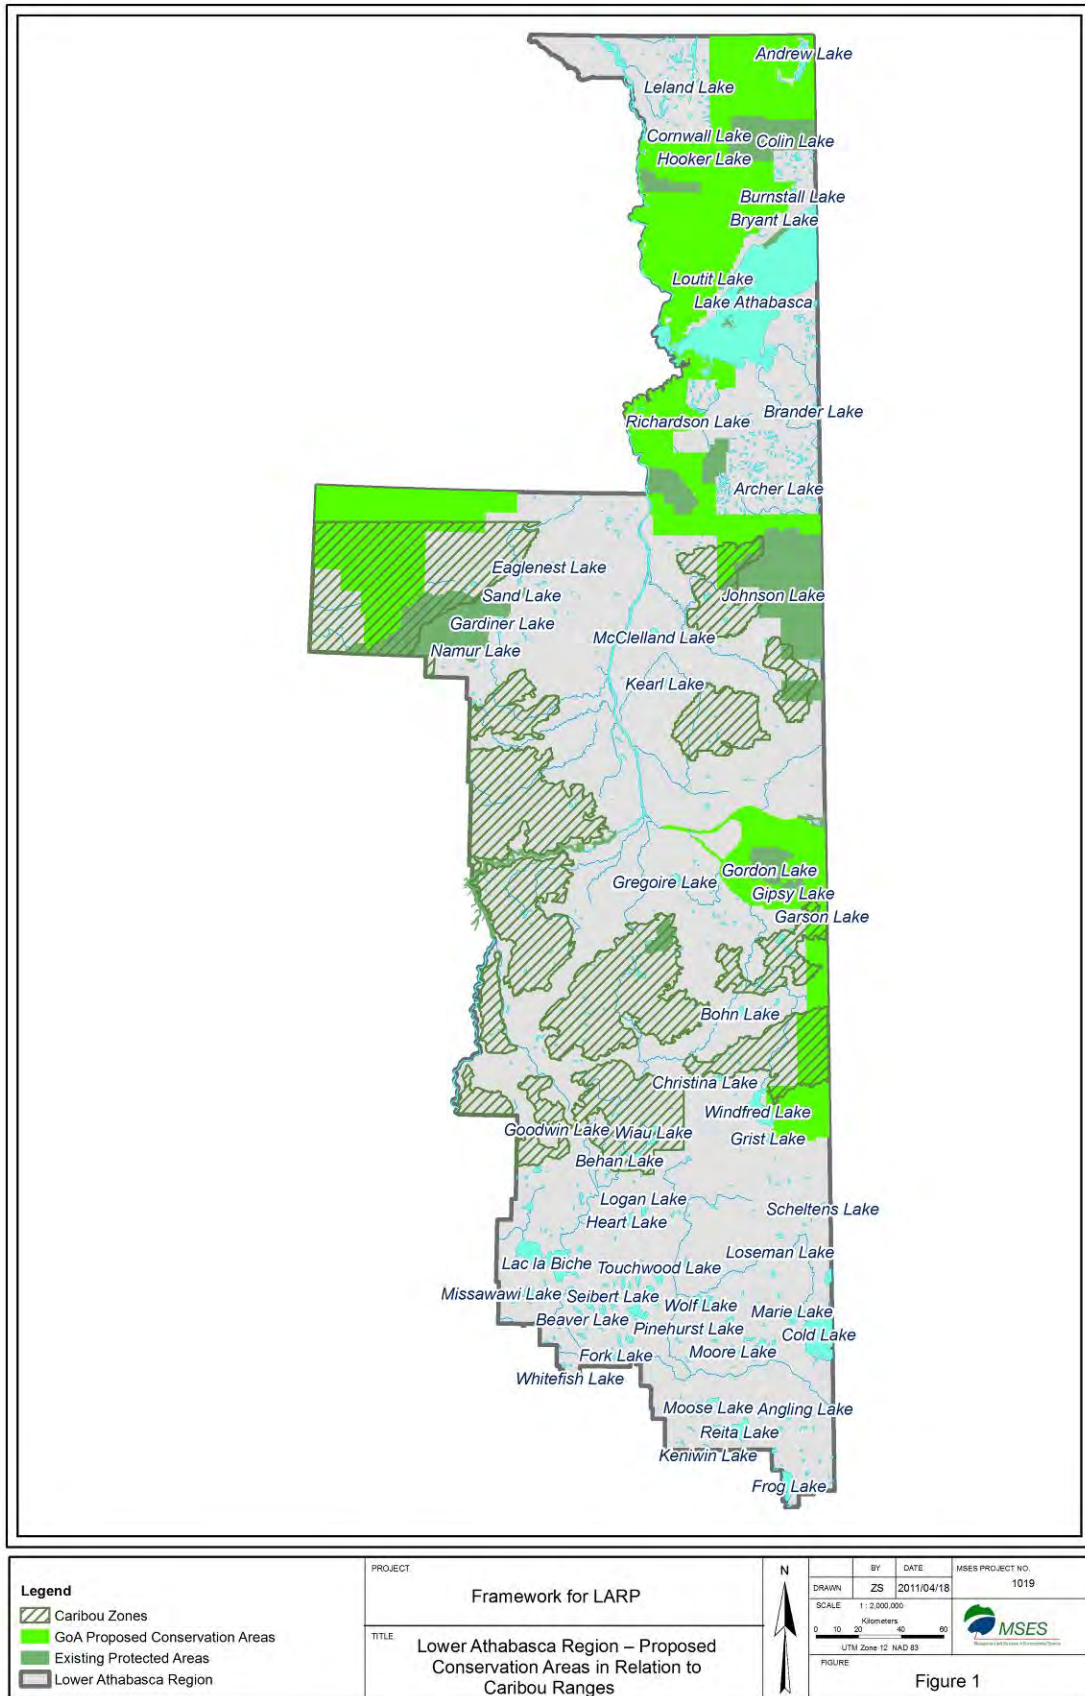 Andrew Lake
Leland Lake
Cornwall Lake
Colin Lake
Hooker Lake
Burnstall Lake
Bryant Lake
Loutit Lake
Lake Athabasca
Brander Lake
Richardson Lake
Archer Lake
Eaglenest Lake
Sand Lake
Johnson Lake
Gardiner Lake
McClelland Lake
Namur Lake
Kearl Lake
Gordon Lake
Gregoire Lake
Gipsy Lake
Garson Lake
Bohn Lake
Christina Lake
Windfred Lake
Goodwin Lake
Wiau Lake
Grist Lake
Behan Lake
Logan Lake
Scheltens Lake
Heart Lake
Loseman Lake
Lac la Biche
Touchwood Lake
Missawawi Lake
Seibert Lake
Wolf Lake
Marie Lake
Beaver Lake
Pinehurst Lake
Cold Lake
Fork Lake
Moore Lake
Whitefish Lake
Moose Lake
Angling Lake
Reita Lake
Keniwin Lake
Frog Lake
Legend
Caribou Zones
GoA Proposed Conservation Areas
Existing Protected Areas
Lower Athabasca Region
PROJECT
Framework for LARP
TITLE
Lower Athabasca Region – Proposed
Conservation Areas in Relation to
Caribou Ranges
N
BY DATE
DRAWN ZS 2011/04/18
SCALE 1 : 2,000,000
Kilometers
0 10 20 40 60
UTM Zone 12 NAD 83
MSES PROJECT NO.
1019
MSES
FIGURE
Figure 1